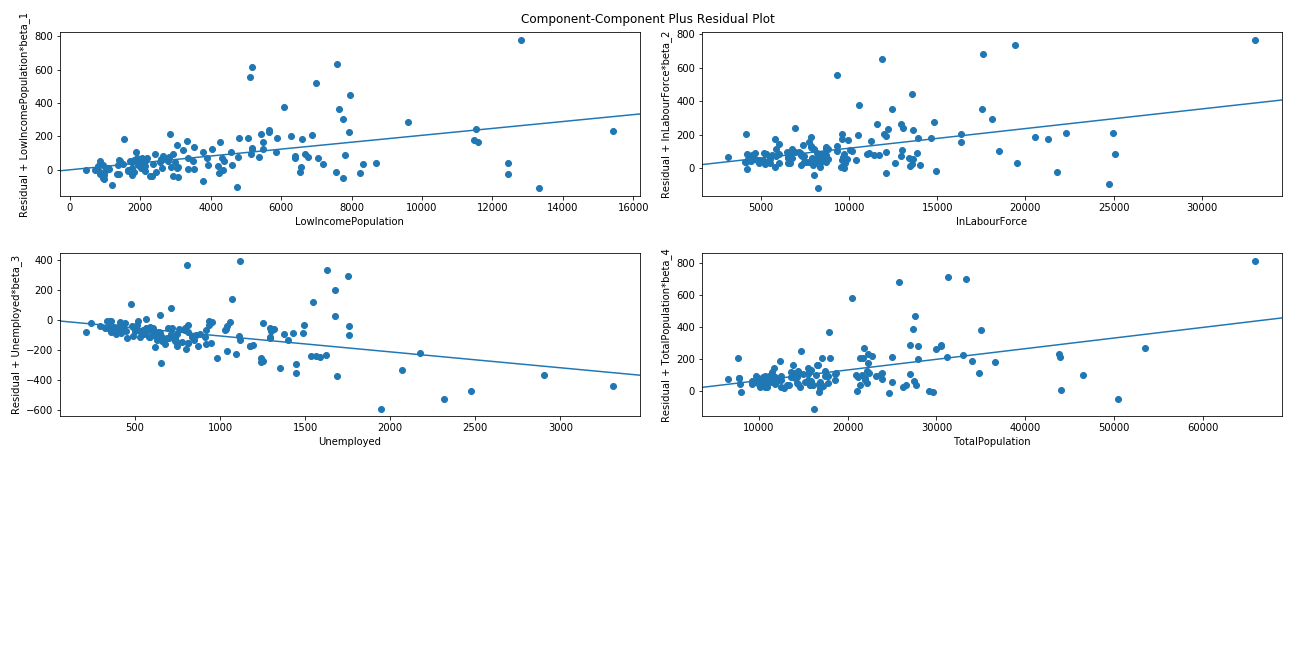 Component-Component Plus Residual Plot
Residual + LowIncomePopulation*beta_1
800
600
400
200
0
0 2000 4000 6000 8000 10000 12000 14000 16000
LowIncomePopulation
Residual + InLabourForce*beta_2
800
600
400
200
0
5000 10000 15000 20000 25000 30000
InLabourForce
Residual + Unemployed*beta_3
400
200
0
−200
−400
−600
500 1000 1500 2000 2500 3000
Unemployed
Residual + TotalPopulation*beta_4
800
600
400
200
0
10000 20000 30000 40000 50000 60000
TotalPopulation